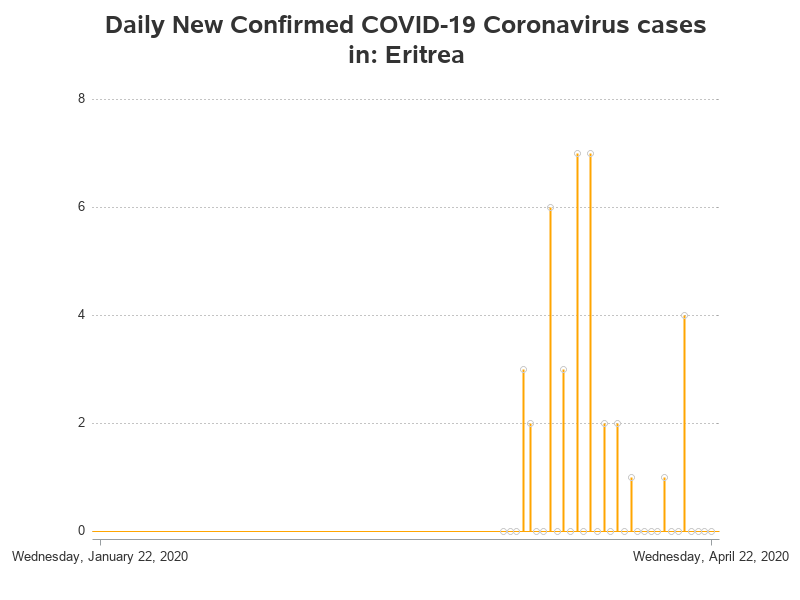 Daily New Confirmed COVID-19 Coronavirus cases
in: Eritrea
8
6
4
2
0
Wednesday, January 22, 2020
Wednesday, April 22, 2020